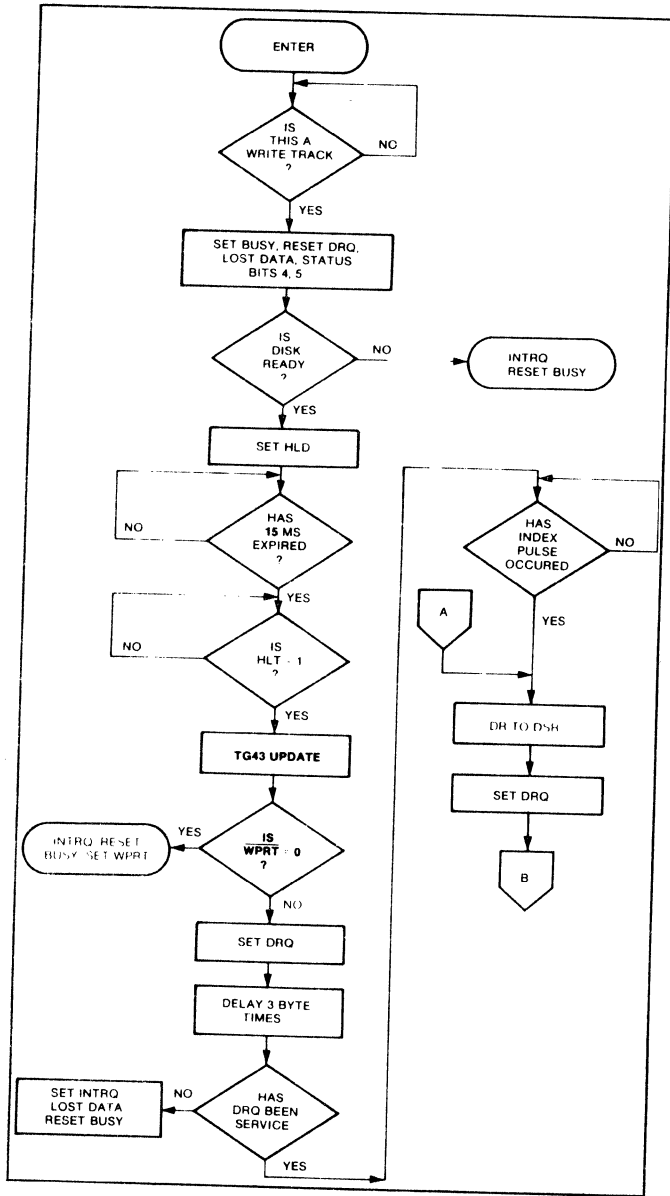 ENTER
IS
THIS A
WRITE TRACK
?
NO
YES
SET BUSY, RESET DRQ,
LOST DATA, STATUS
BITS 4, 5
IS
DISK
READY
?
NO
INTRQ
RESET BUSY
YES
SET HLD
HAS
15 MS
EXPIRED
?
NO
YES
IS
HLT = 1
?
NO
YES
TG43 UPDATE
IS
WPRT = 0
?
YES
INTRQ RESET
BUSY SET WPRT
NO
SET DRQ
DELAY 3 BYTE
TIMES
HAS
DRQ BEEN
SERVICE
NO
SET INTRQ
LOST DATA
RESET BUSY
YES
HAS
INDEX
PULSE
OCCURED
NO
YES
A
DR TO DSR
SET DRQ
B